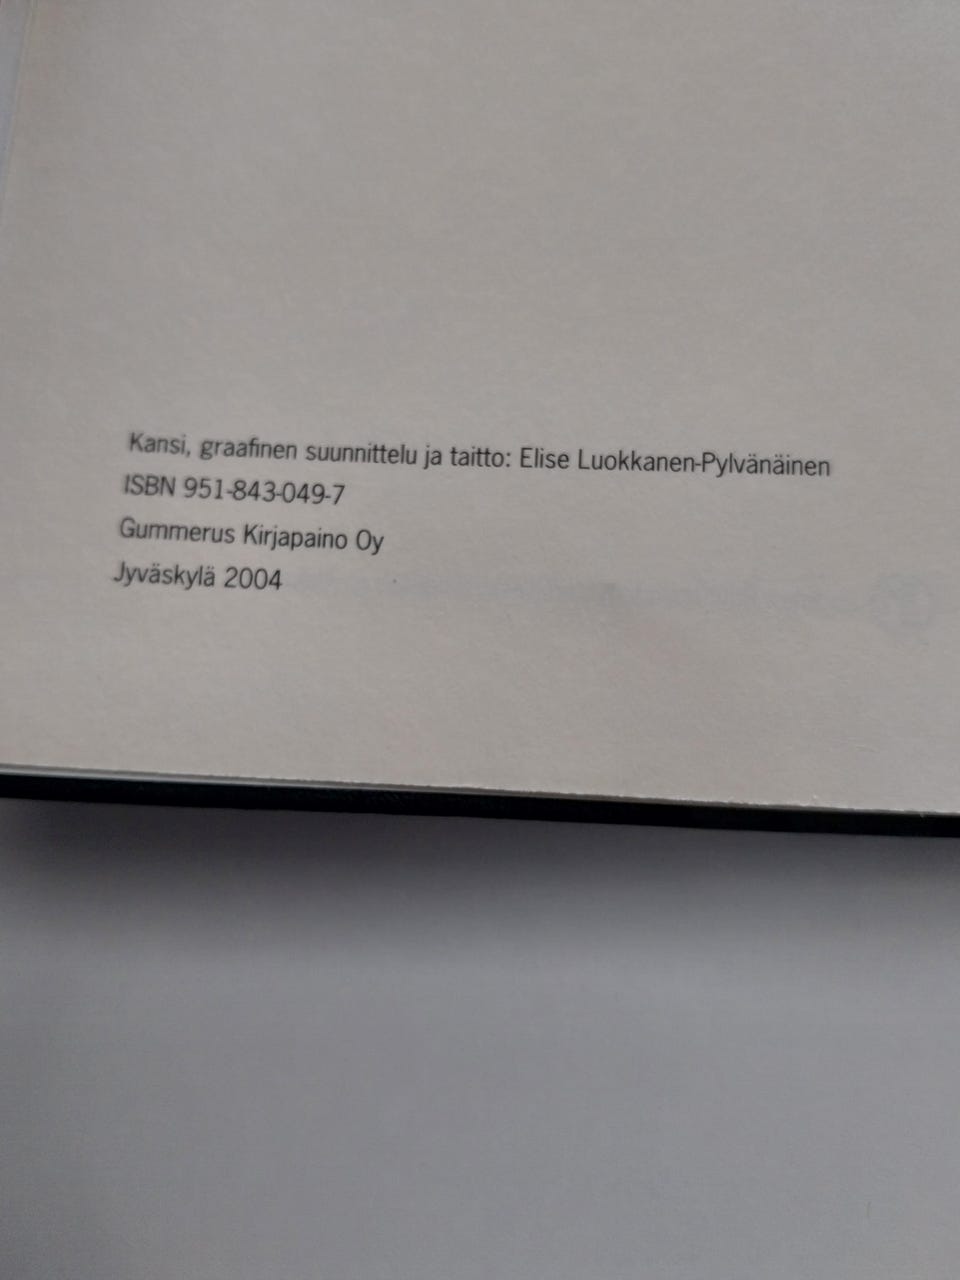 Kansi, graafinen suunnittelu ja taitto: Elise Luokkanen-Pylvänäinen
ISBN 951-843-049-7
Gummerus Kirjapaino Oy
Jyväskylä 2004